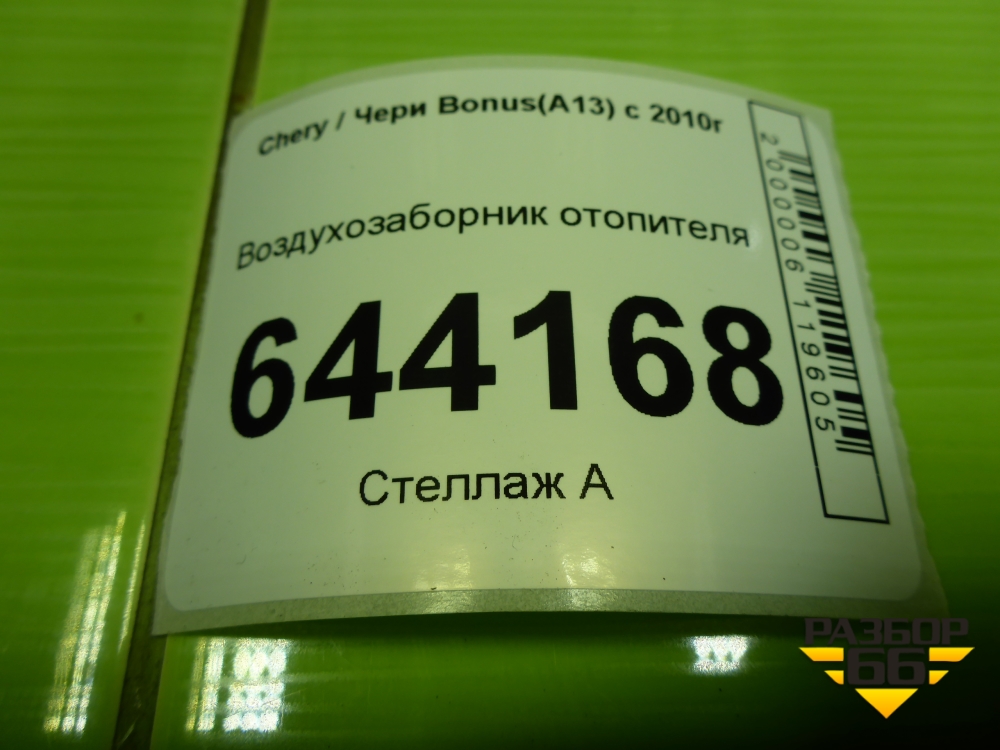 Chery / Чери Bonus(A13) с 2010г
Воздухозаборник отопителя
644168
Стеллаж А
2000006119605
РАЗБОР
66